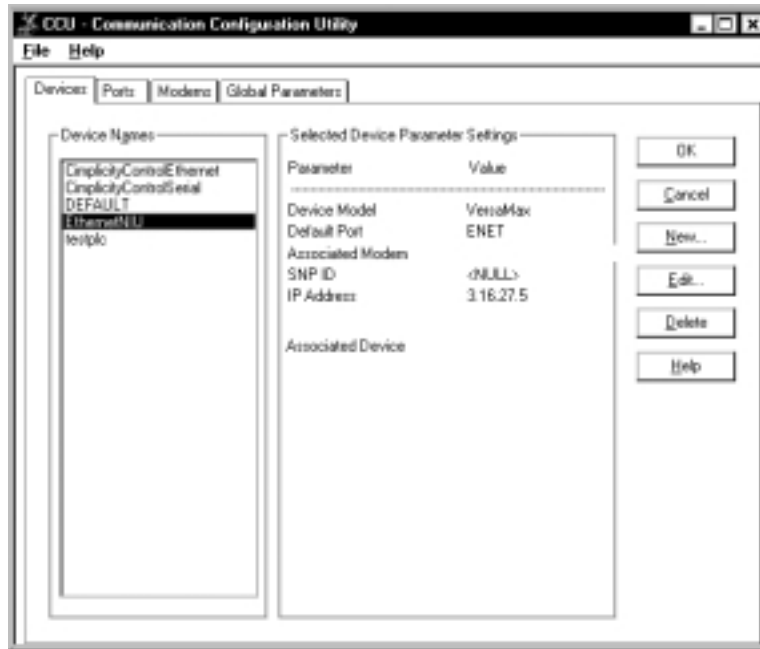 CCU - Communication Configuration Utility
File Help
Devices Ports Modems Global Parameters
Device Names
CimplicityControlEthernet
CimplicityControlSerial
DEFAULT
EthernetNIU
testplc
Selected Device Parameter Settings
Parameter Value
Device Model VersaMax
Default Port ENET
Associated Modem
SNP ID <NULL>
IP Address 3.16.27.5
Associated Device
OK
Cancel
New...
Edit...
Delete
Help